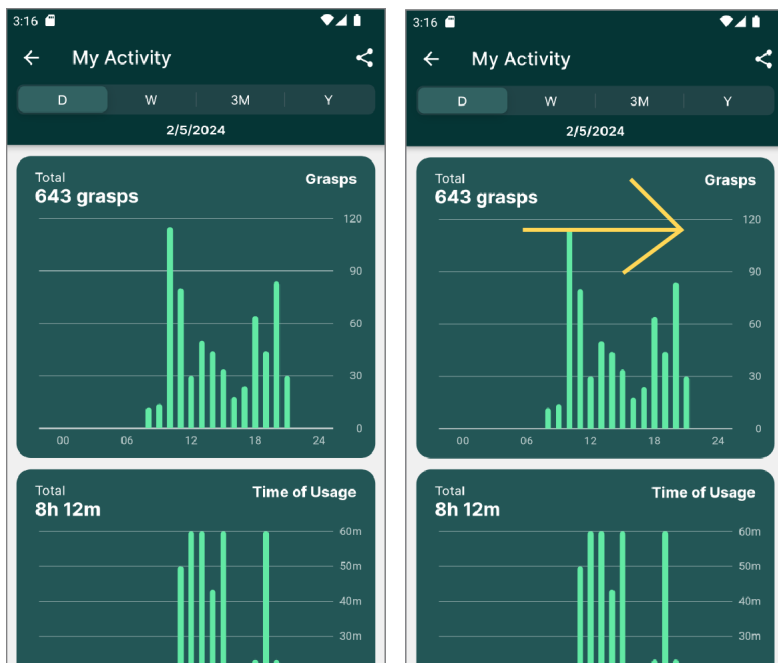 3:16
My Activity
D W 3M Y
2/5/2024
Total
643 grasps
Grasps
120
90
60
30
0
00 06 12 18 24
Total
8h 12m
Time of Usage
60m
50m
40m
30m
3:16
My Activity
D W 3M Y
2/5/2024
Total
643 grasps
Grasps
120
90
60
30
0
00 06 12 18 24
Total
8h 12m
Time of Usage
60m
50m
40m
30m